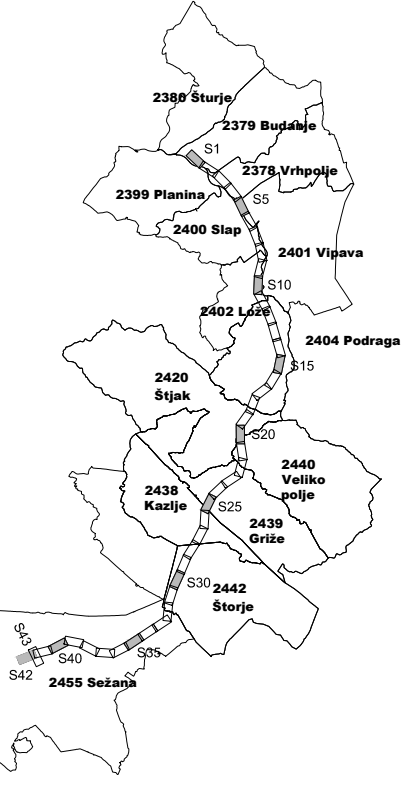 2380 Šturje
2379 Budanje
S1
2378 Vrhpolje
2399 Planina
S5
2400 Slap
2401 Vipava
S10
2402 Lože
2404 Podraga
S15
2420
Štjak
S20
2440
Veliko
polje
2438
Kazlje
S25
2439
Griže
S30
2442
Štorje
S43
S35
S40
S42
2455 Sežana